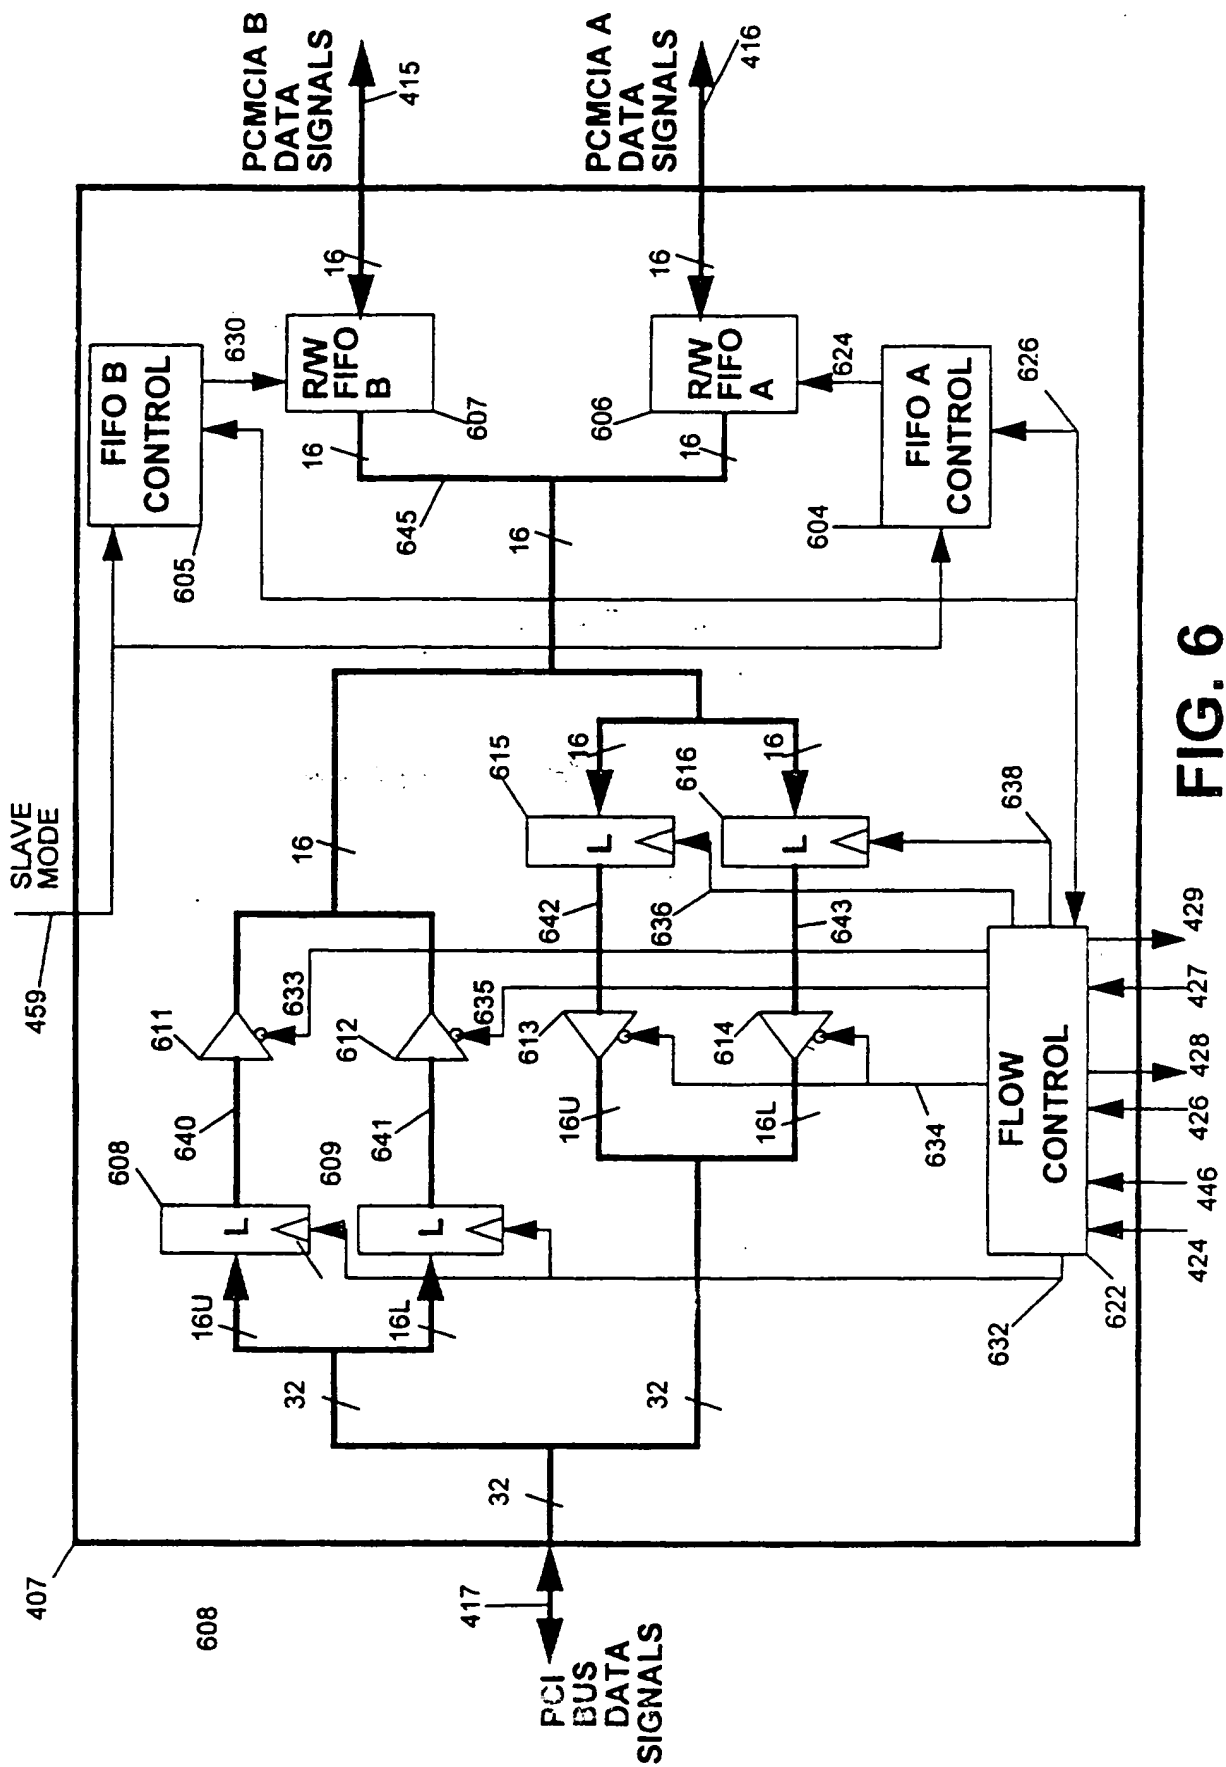 407
608
459
SLAVE
MODE
PCI
BUS
DATA
SIGNALS
417
32
32
32
16U
16L
608
L
609
L
640
641
611
612
633
635
16
FIFO B
CONTROL
605
630
R/W
FIFO
B
607
16
16
PCMCIA B
DATA
SIGNALS
415
645
16
R/W
FIFO
A
606
16
16
PCMCIA A
DATA
SIGNALS
416
624
FIFO A
CONTROL
604
626
615
L
16
616
L
16
642
636
643
638
613
614
16U
16L
634
FLOW
CONTROL
622
632
424
446
426
428
427
429
FIG. 6